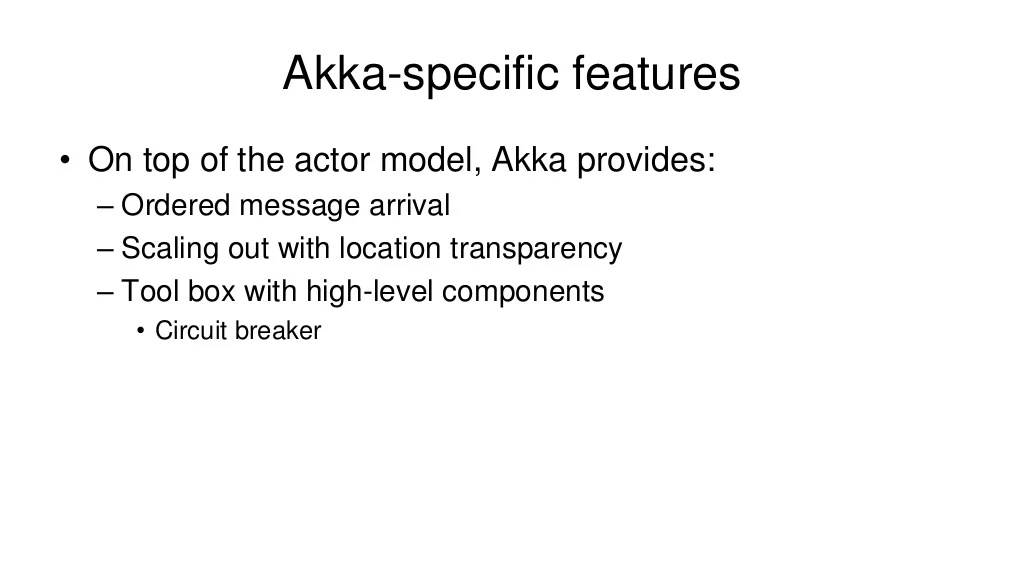 Akka-specific features
• On top of the actor model, Akka provides:
– Ordered message arrival
– Scaling out with location transparency
– Tool box with high-level components
• Circuit breaker